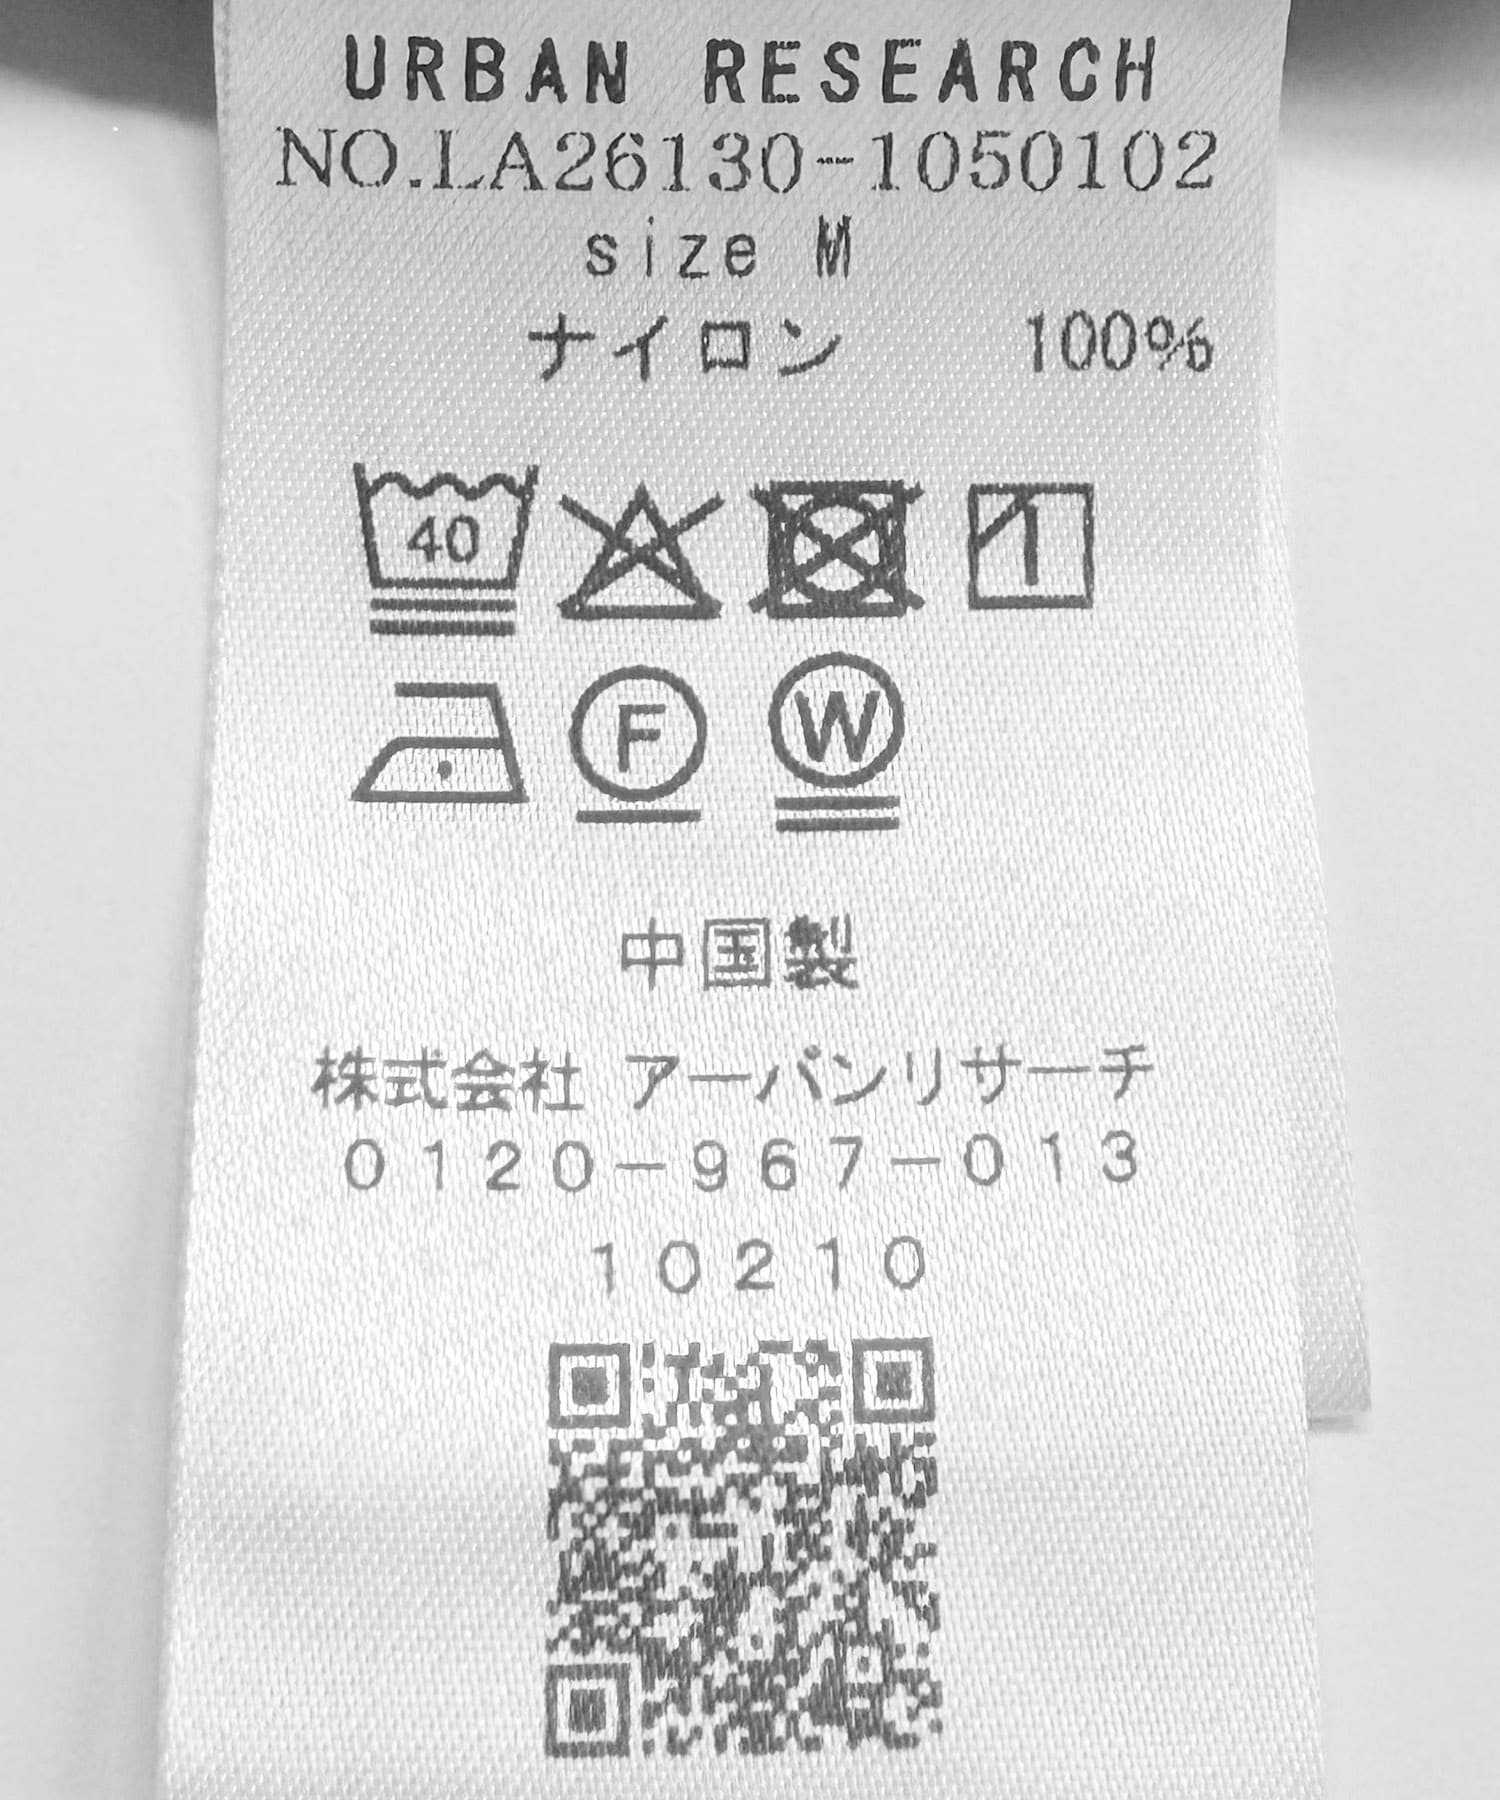 URBAN RESEARCH
NO.LA26130-1050102
size M
ナイロン 100%
40
F W
中国製
株式会社 アーバンリサーチ
0120-967-013
10210